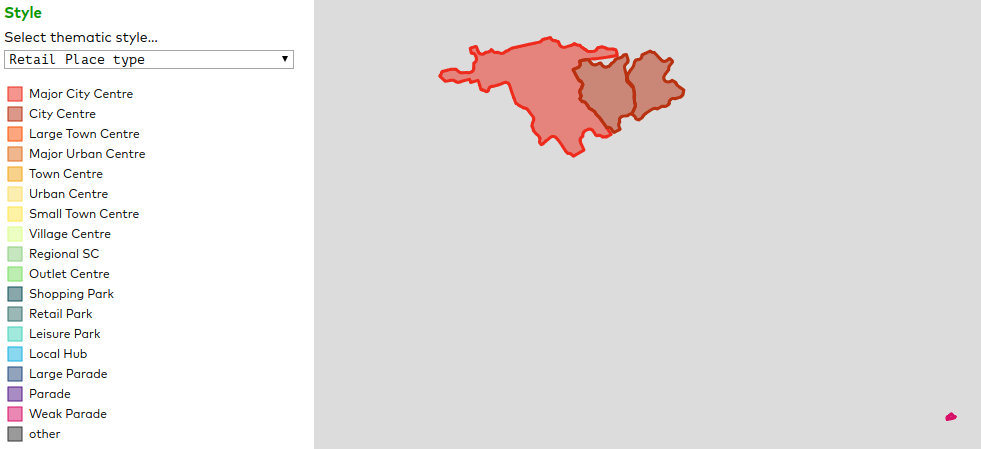 Style
Select thematic style...
Retail Place type
Major City Centre
City Centre
Large Town Centre
Major Urban Centre
Town Centre
Urban Centre
Small Town Centre
Village Centre
Regional SC
Outlet Centre
Shopping Park
Retail Park
Leisure Park
Local Hub
Large Parade
Parade
Weak Parade
other